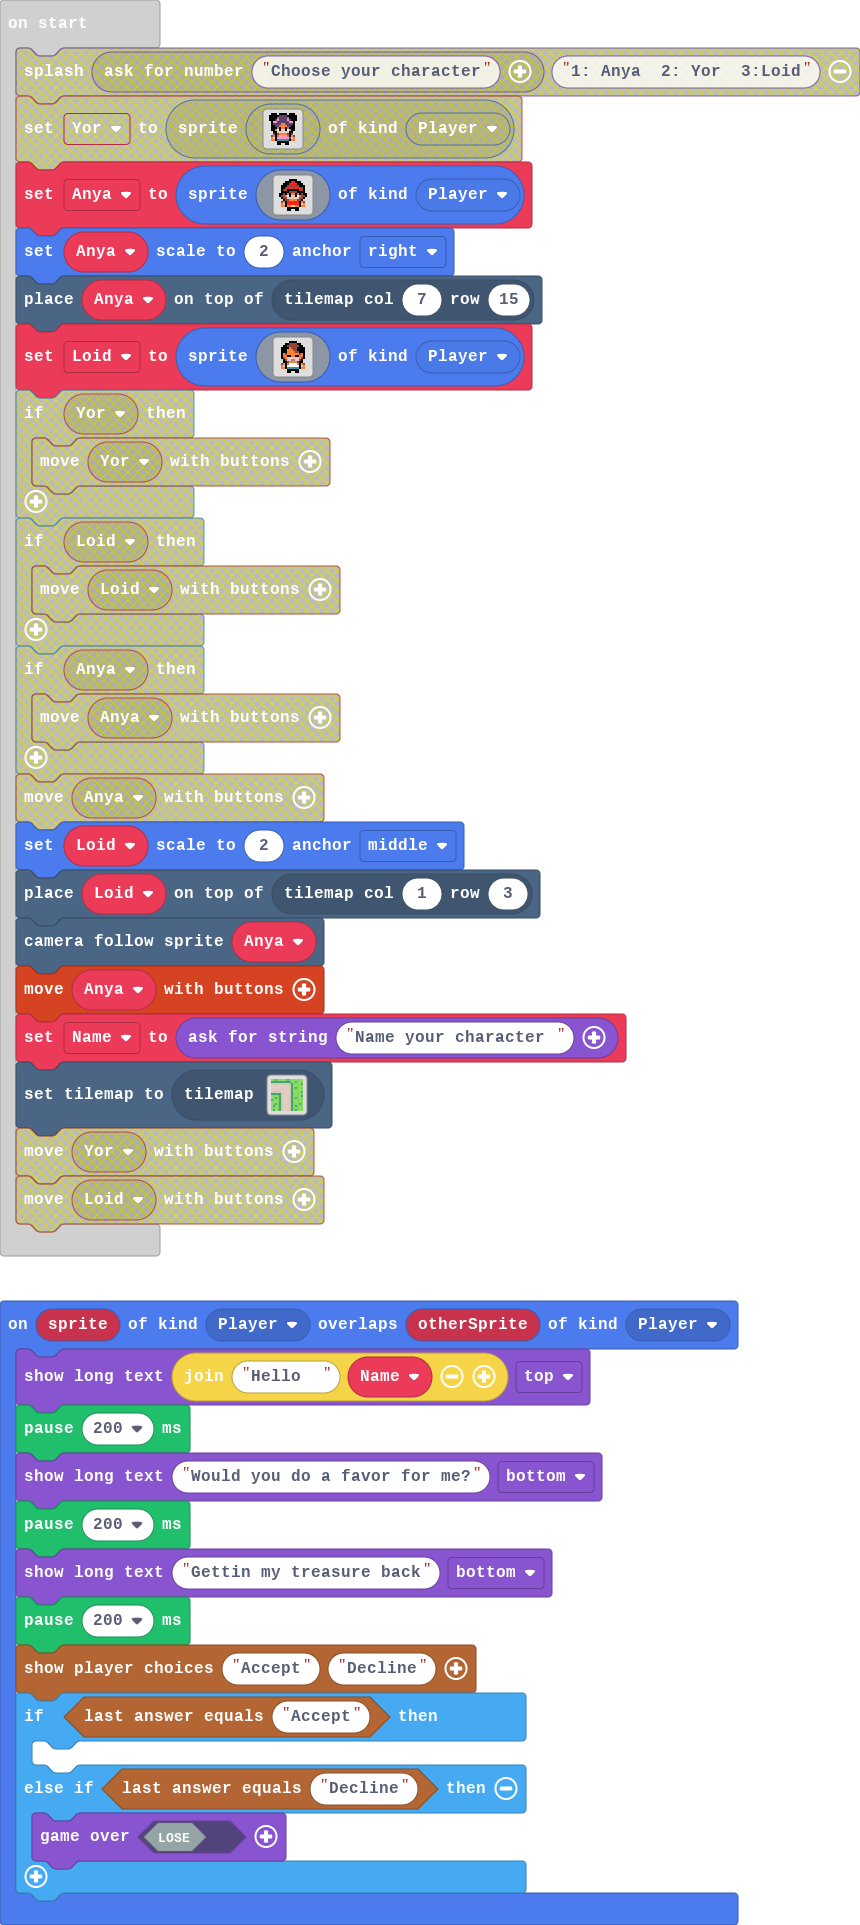 on start
splash ask for number "Choose your character" "1: Anya  2: Yor  3:Loid"
set Yor to sprite of kind Player
set Anya to sprite of kind Player
set Anya scale to 2 anchor right
place Anya on top of tilemap col 7 row 15
set Loid to sprite of kind Player
if Yor then
move Yor with buttons
if Loid then
move Loid with buttons
if Anya then
move Anya with buttons
move Anya with buttons
set Loid scale to 2 anchor middle
place Loid on top of tilemap col 1 row 3
camera follow sprite Anya
move Anya with buttons
set Name to ask for string "Name your character "
set tilemap to tilemap
move Yor with buttons
move Loid with buttons
on sprite of kind Player overlaps otherSprite of kind Player
show long text join "Hello  " Name top
pause 200 ms
show long text "Would you do a favor for me?" bottom
pause 200 ms
show long text "Gettin my treasure back" bottom
pause 200 ms
show player choices "Accept" "Decline"
if last answer equals "Accept" then
else if last answer equals "Decline" then
game over LOSE